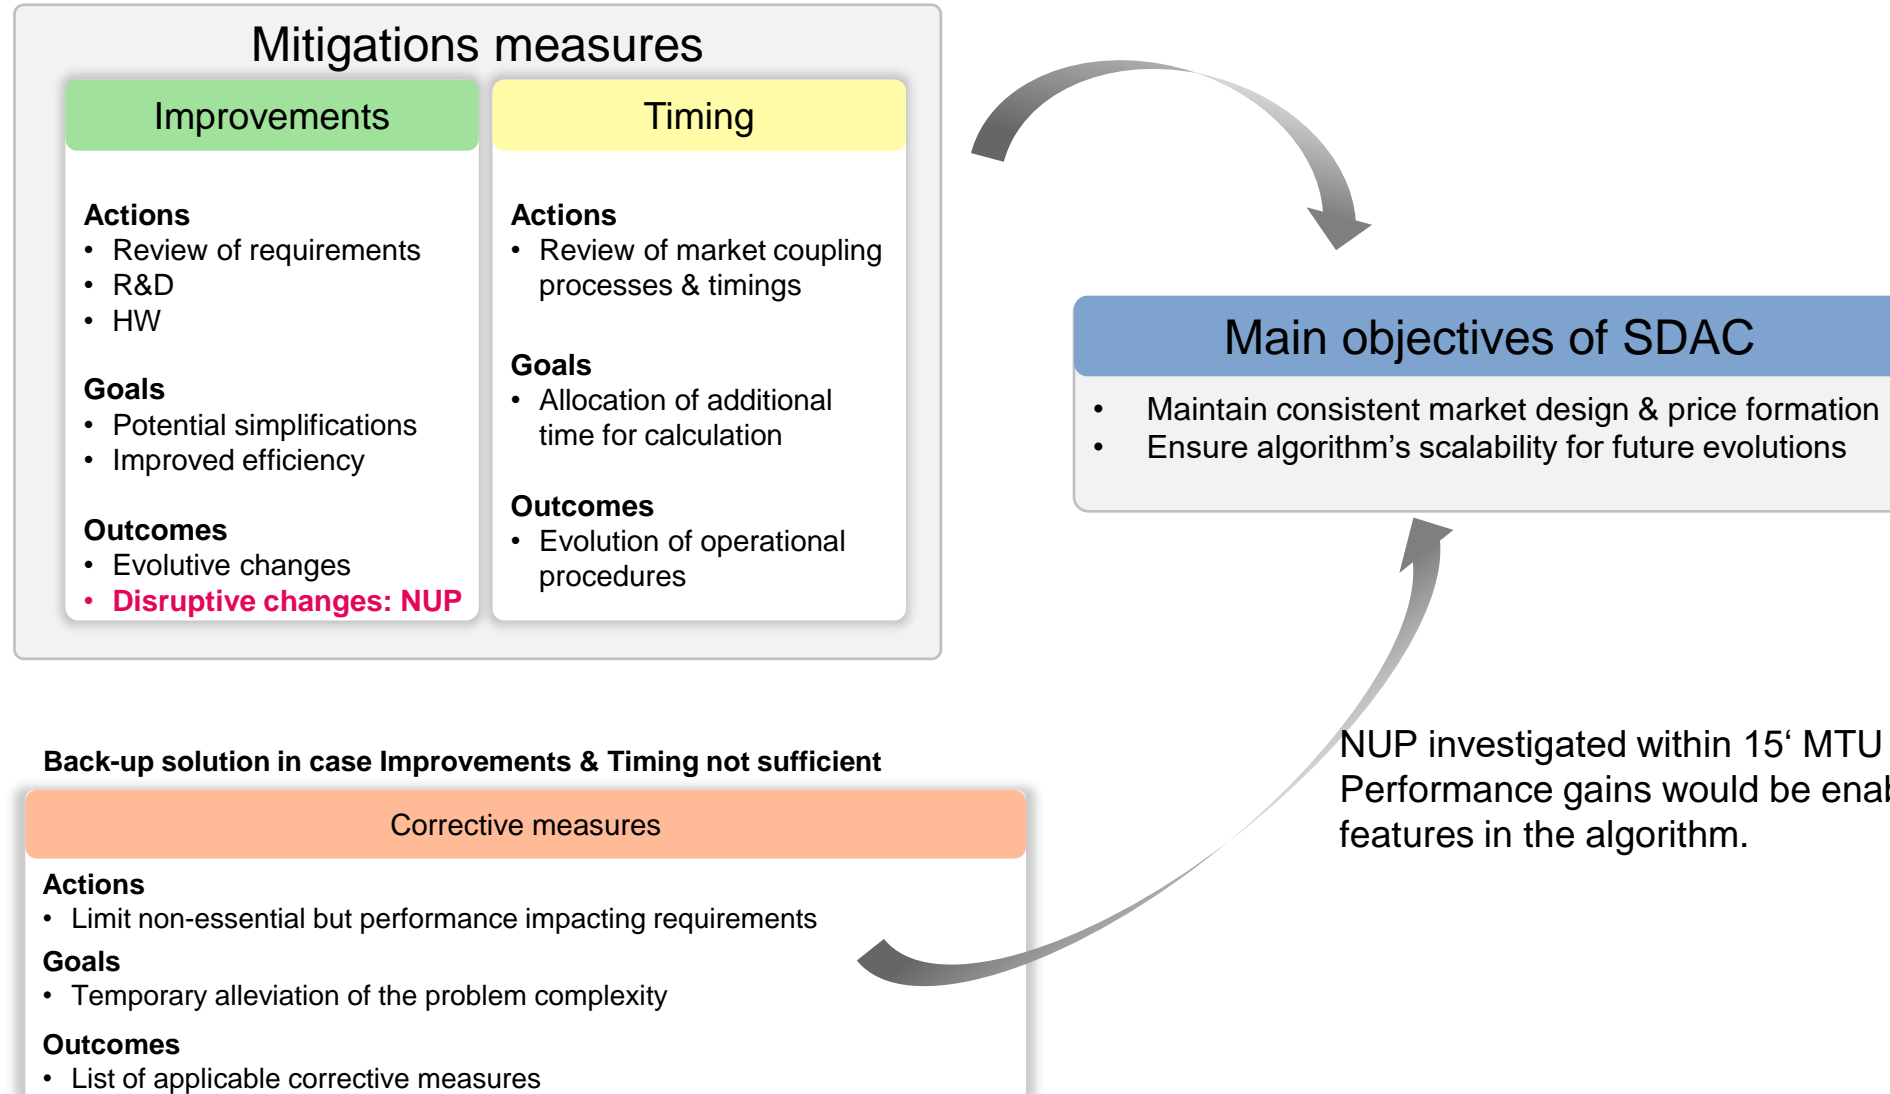 Mitigations measures
Improvements
Actions
• Review of requirements
• R&D
• HW
Goals
• Potential simplifications
• Improved efficiency
Outcomes
• Evolutive changes
• Disruptive changes: NUP
Timing
Actions
• Review of market coupling
processes & timings
Goals
• Allocation of additional
time for calculation
Outcomes
• Evolution of operational
procedures
Main objectives of SDAC
• Maintain consistent market design & price formation
• Ensure algorithm's scalability for future evolutions
Back-up solution in case Improvements & Timing not sufficient
Corrective measures
Actions
• Limit non-essential but performance impacting requirements
Goals
• Temporary alleviation of the problem complexity
Outcomes
• List of applicable corrective measures
NUP investigated within 15‘ MTU
Performance gains would be
features in the algorithm.